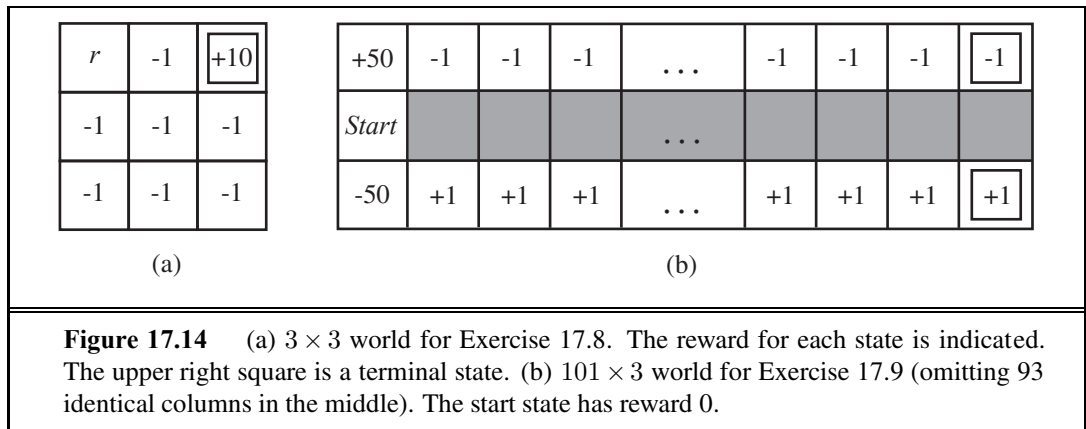 r -1 +10
-1 -1 -1
-1 -1 -1
(a)
+50 -1 -1 -1 ... -1 -1 -1 -1
Start ...
-50 +1 +1 +1 ... +1 +1 +1 +1
(b)
Figure 17.14 (a) 3 × 3 world for Exercise 17.8. The reward for each state is indicated.
The upper right square is a terminal state. (b) 101 × 3 world for Exercise 17.9 (omitting 93
identical columns in the middle). The start state has reward 0.